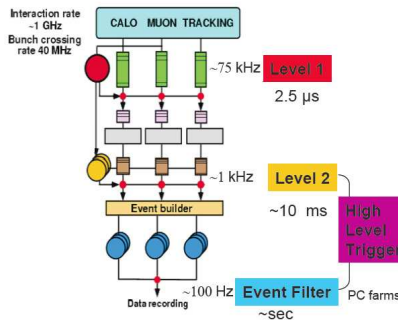 Interaction rate
~1 GHz
Bunch crossing
rate 40 MHz
CALO MUON TRACKING
~75 kHz
Level 1
2.5 µs
~1 kHz
Level 2
~10 ms
High
Level
Trigger
Event builder
~100 Hz
Event Filter
PC farms
~sec
Data recording